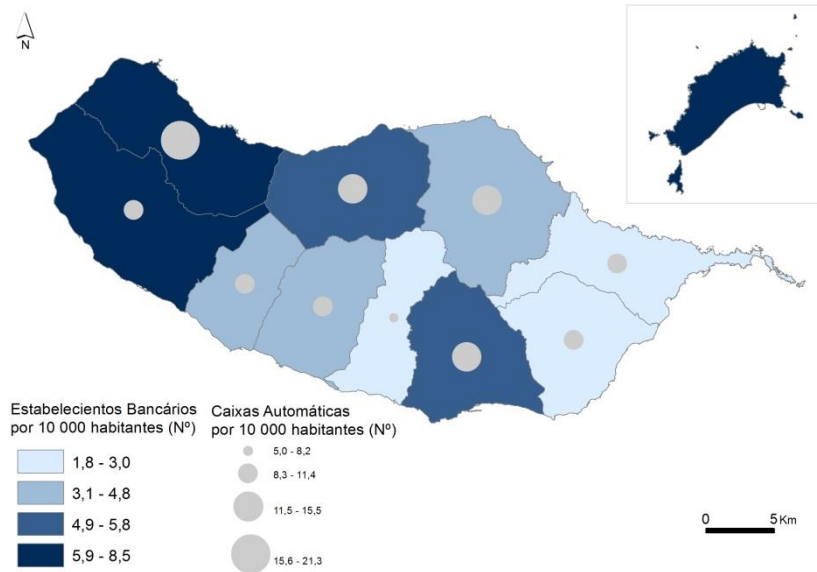 N
Estabelecientos Bancários
por 10 000 habitantes (Nº)
1,8 - 3,0
3,1 - 4,8
4,9 - 5,8
5,9 - 8,5
Caixas Automáticas
por 10 000 habitantes (Nº)
5,0 - 8,2
8,3 - 11,4
11,5 - 15,5
15,6 - 21,3
0 5 Km